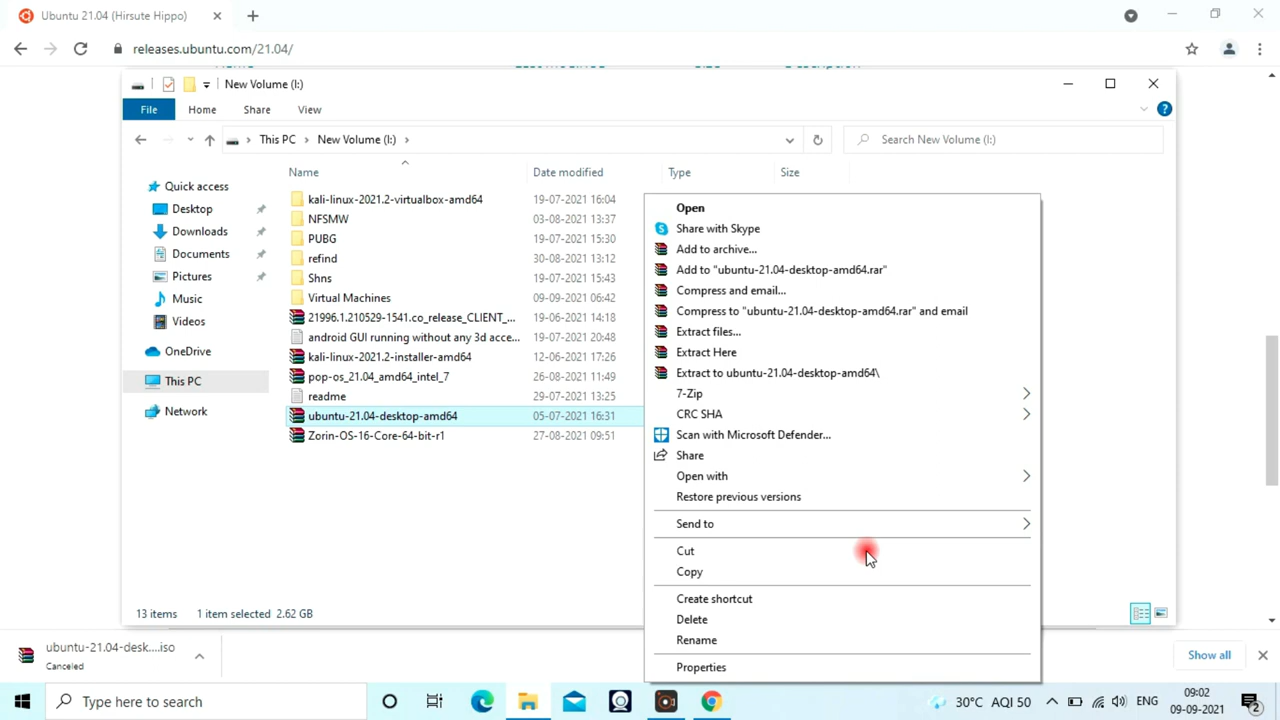 Ubuntu 21.04 (Hirsute Hippo)
releases.ubuntu.com/21.04/
New Volume (I:)
File Home Share View
This PC New Volume (I:)
Search New Volume (I:)
Name Date modified Type Size
Quick access
Desktop
Downloads
Documents
Pictures
Music
Videos
OneDrive
This PC
Network
kali-linux-2021.2-virtualbox-amd64 19-07-2021 16:04
NFSMW 03-08-2021 13:37
PUBG 19-07-2021 15:30
refind 30-08-2021 13:12
Shns 19-07-2021 15:43
Virtual Machines 09-09-2021 06:42
21996.1.210529-1541.co_release_CLIENT_... 19-06-2021 14:18
android GUI running without any 3d acce... 19-07-2021 20:48
kali-linux-2021.2-installer-amd64 12-06-2021 17:26
pop-os_21.04_amd64_intel_7 26-08-2021 11:49
readme 29-07-2021 13:25
ubuntu-21.04-desktop-amd64 05-07-2021 16:31
Zorin-OS-16-Core-64-bit-r1 27-08-2021 09:51
Open
Share with Skype
Add to archive...
Add to "ubuntu-21.04-desktop-amd64.rar"
Compress and email...
Compress to "ubuntu-21.04-desktop-amd64.rar" and email
Extract files...
Extract Here
Extract to ubuntu-21.04-desktop-amd64\
7-Zip
CRC SHA
Scan with Microsoft Defender...
Share
Open with
Restore previous versions
Send to
Cut
Copy
Create shortcut
Delete
Rename
Properties
13 items 1 item selected 2.62 GB
ubuntu-21.04-desk....iso
Canceled
Show all
Type here to search
30°C AQI 50
ENG
09:02
09-09-2021
2